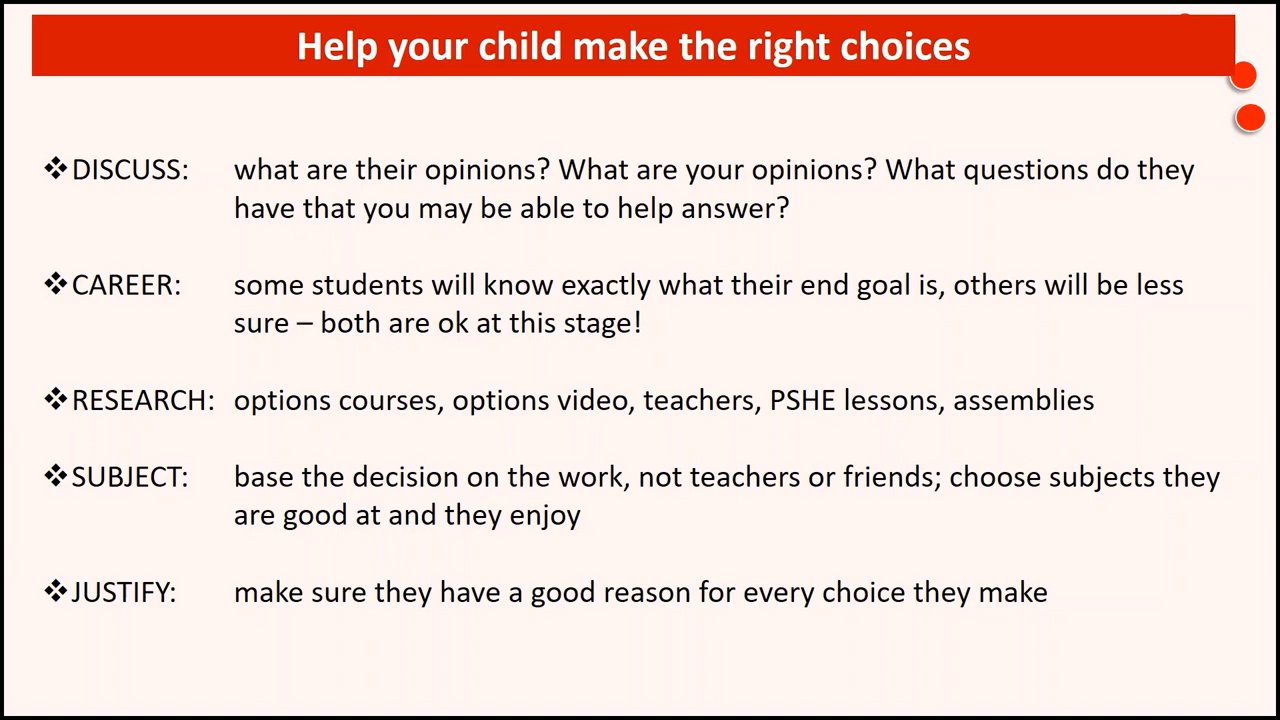 Help your child make the right choices
❖DISCUSS: what are their opinions? What are your opinions? What questions do they
have that you may be able to help answer?
❖CAREER: some students will know exactly what their end goal is, others will be less
sure – both are ok at this stage!
❖RESEARCH: options courses, options video, teachers, PSHE lessons, assemblies
❖SUBJECT: base the decision on the work, not teachers or friends; choose subjects they
are good at and they enjoy
❖JUSTIFY: make sure they have a good reason for every choice they make